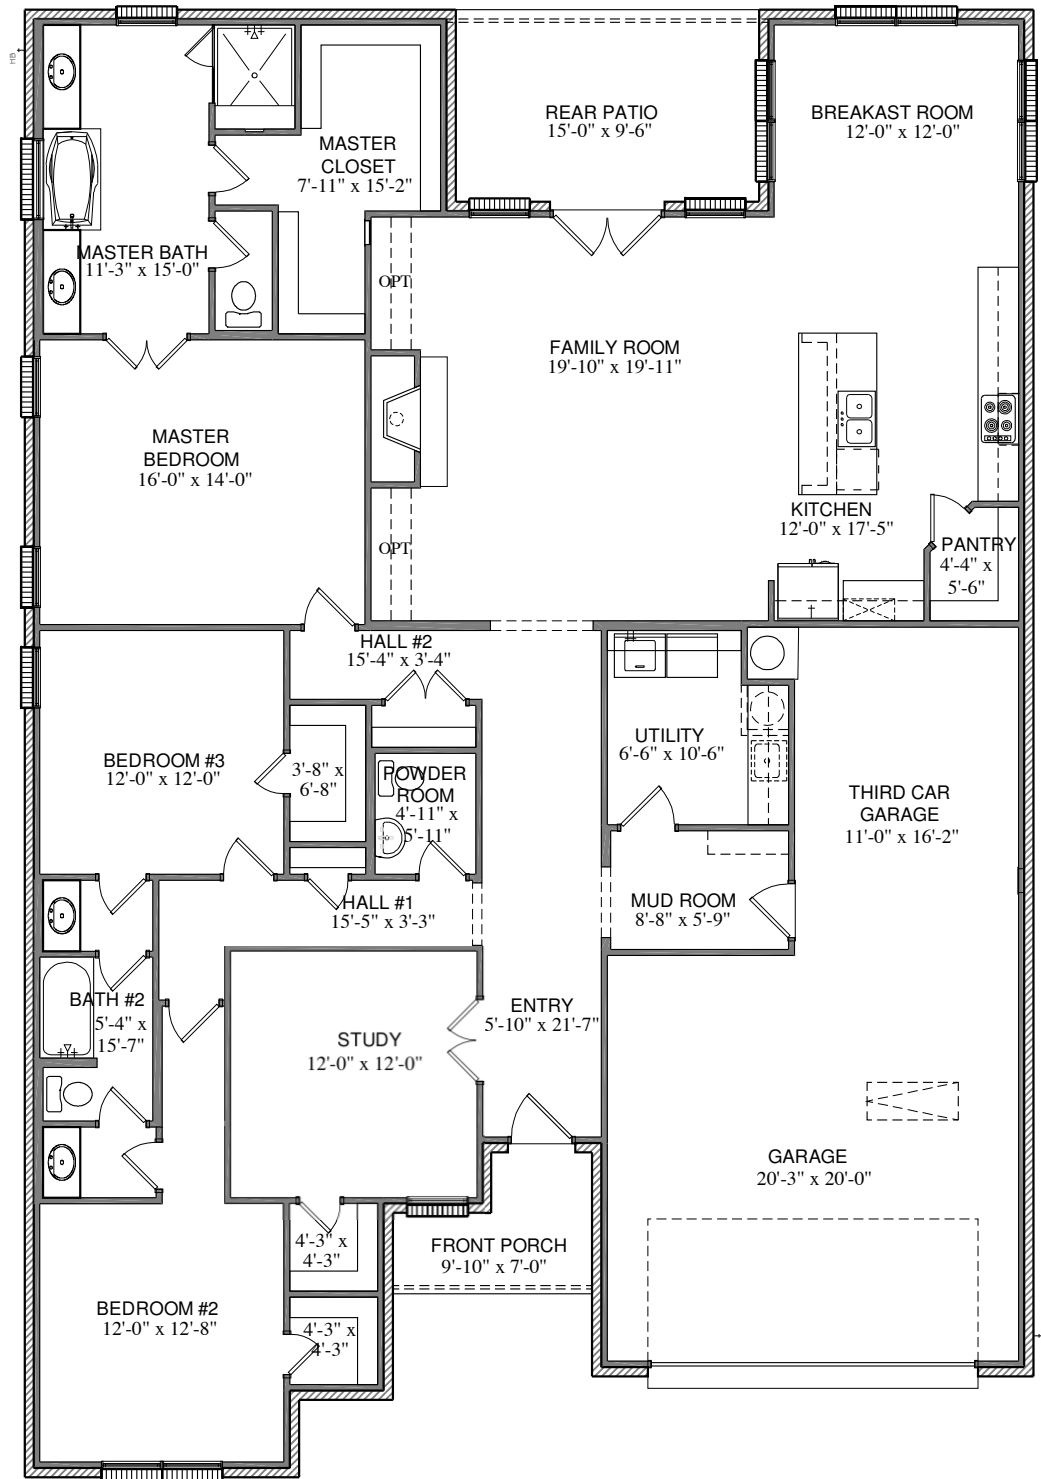 HB
REAR PATIO
15'-0" x 9'-6"
BREAKAST ROOM
12'-0" x 12'-0"
MASTER
CLOSET
7'-11" x 15'-2"
MASTER BATH
11'-3" x 15'-0"
OPT
FAMILY ROOM
19'-10" x 19'-11"
MASTER
BEDROOM
16'-0" x 14'-0"
KITCHEN
12'-0" x 17'-5"
PANTRY
4'-4" x
5'-6"
OPT
HALL #2
15'-4" x 3'-4"
BEDROOM #3
12'-0" x 12'-0"
3'-8" x
6'-8"
POWDER
ROOM
4'-11" x
5'-11"
UTILITY
6'-6" x 10'-6"
THIRD CAR
GARAGE
11'-0" x 16'-2"
HALL #1
15'-5" x 3'-3"
MUD ROOM
8'-8" x 5'-9"
BATH #2
5'-4" x
15'-7"
STUDY
12'-0" x 12'-0"
ENTRY
5'-10" x 21'-7"
GARAGE
20'-3" x 20'-0"
4'-3" x
4'-3"
FRONT PORCH
9'-10" x 7'-0"
BEDROOM #2
12'-0" x 12'-8"
4'-3" x
4'-3"